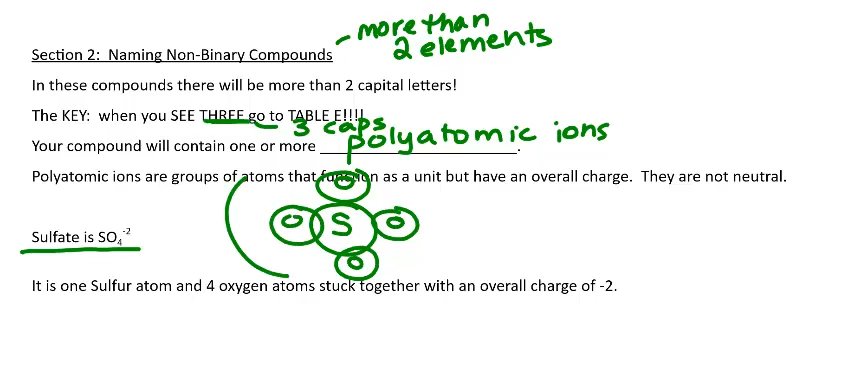 more than
2 elements
Section 2:  Naming Non-Binary Compounds
In these compounds there will be more than 2 capital letters!
The KEY:  when you SEE THREE go to TABLE E!!!!
3 caps
polyatomic ions
Your compound will contain one or more ______________________________.
Polyatomic ions are groups of atoms that function as a unit but have an overall charge.  They are not neutral.
O
O S O
O
Sulfate is SO₄⁻²
It is one Sulfur atom and 4 oxygen atoms stuck together with an overall charge of -2.